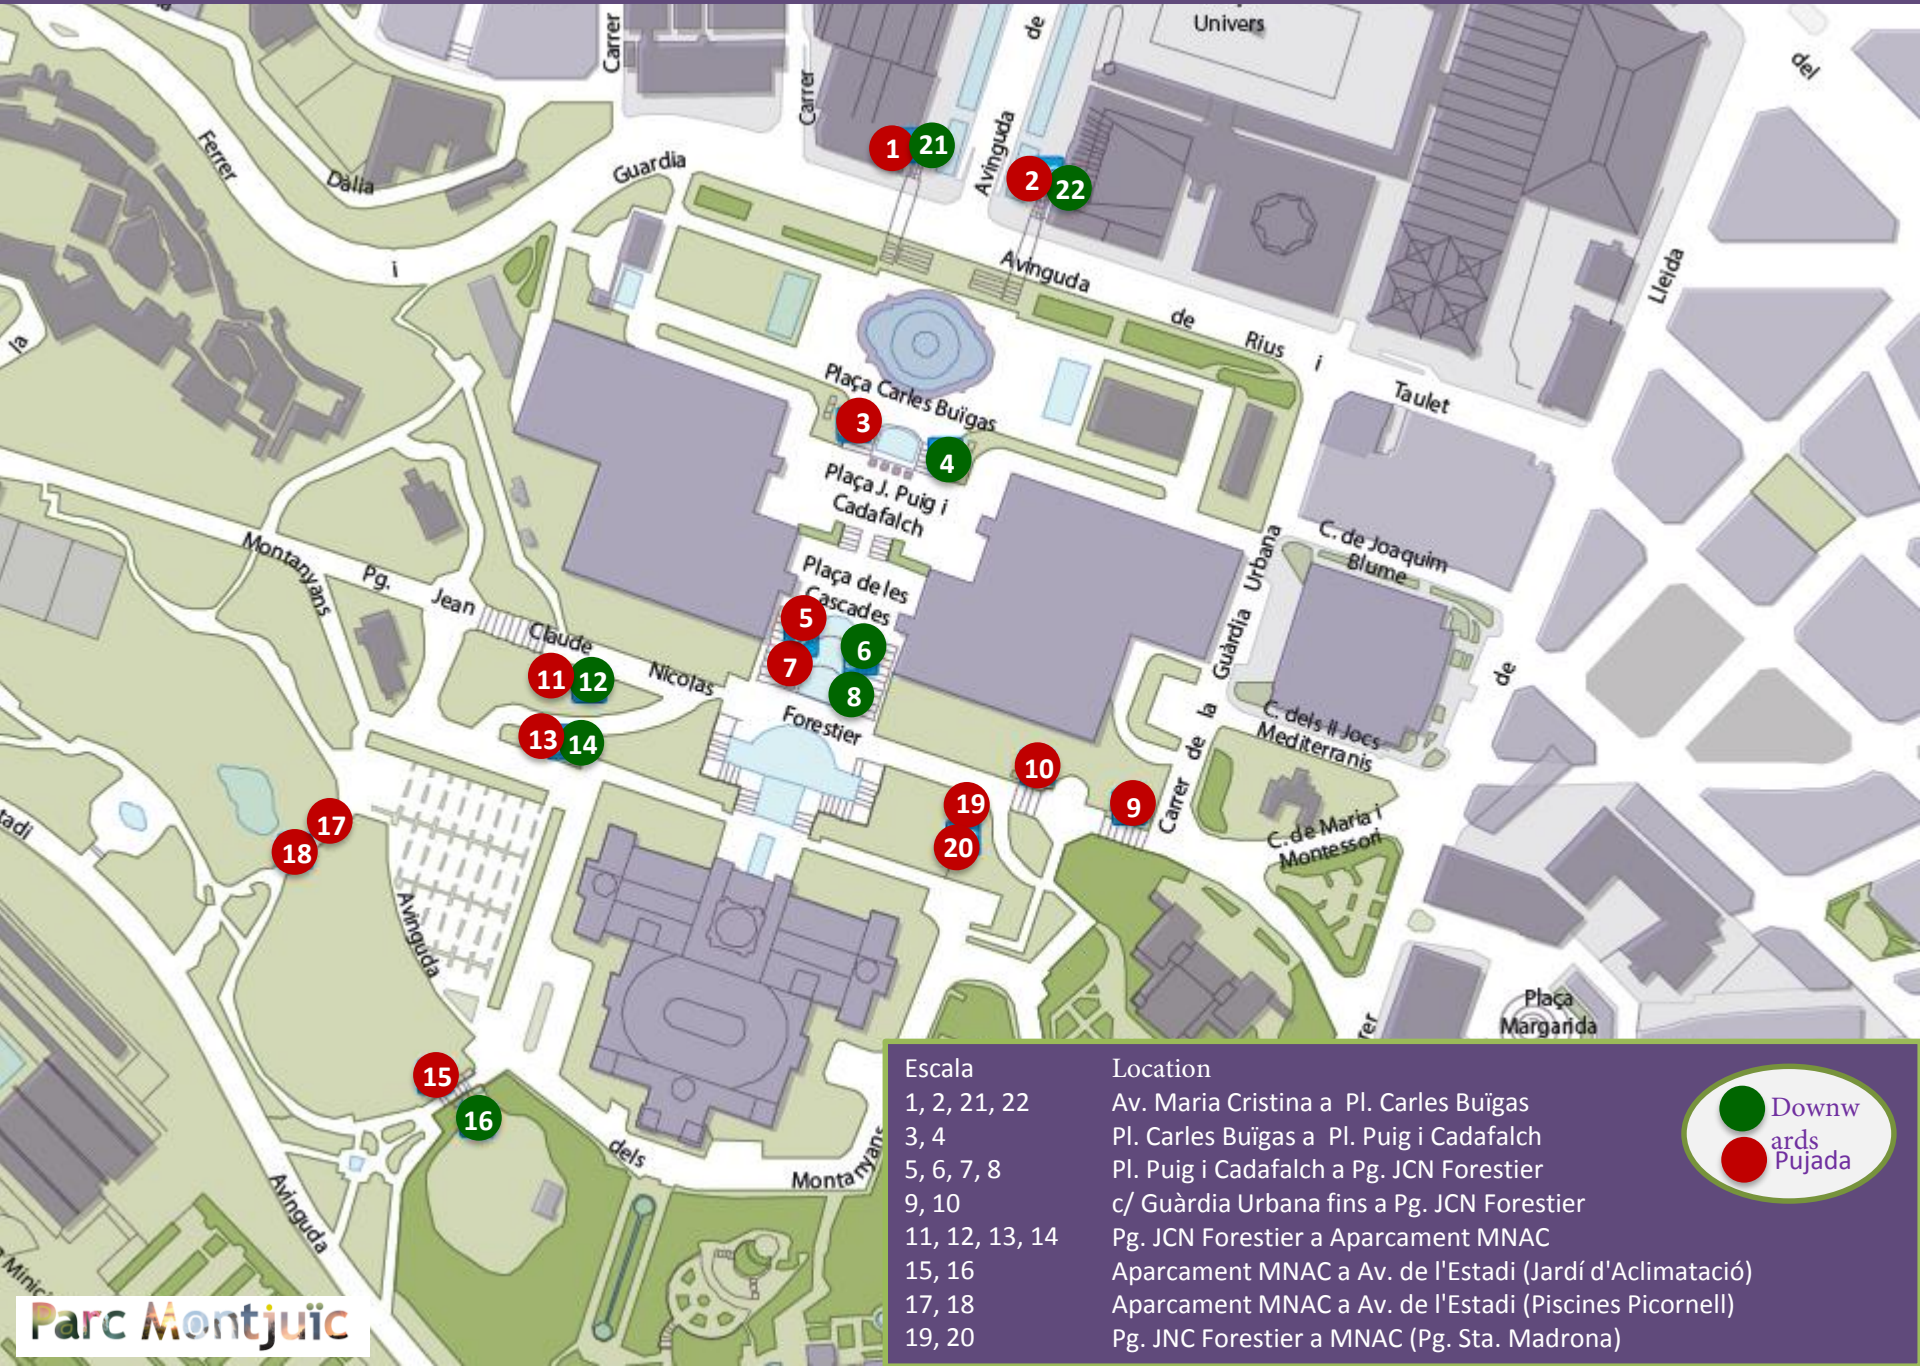 Univers
de
Carrer
Carrer
del
Avinguda
Ferrer
Dàlia
Guardia
i
la
1
21
2
22
Avinguda
de
Rius
i
Taulet
Lleida
Plaça Carles Buïgas
3
4
Plaça J. Puig i
Cadafalch
Plaça de les
Cascades
5
6
7
8
Montanyans
Pg.
Jean
Claude
Nicolas
Forestier
11
12
13
14
C. de Joaquim
Blume
Carrer de la Guàrdia Urbana
de
C. dels II Jocs
Mediterranis
C. de Maria i
Montessori
10
9
19
20
17
18
tadi
Avinguda
15
16
dels
Montanyans
Avinguda
Plaça
Margarida
rrer
Mínic
Parc Montjuïc
Escala Location
1, 2, 21, 22 Av. Maria Cristina a Pl. Carles Buïgas
3, 4 Pl. Carles Buïgas a Pl. Puig i Cadafalch
5, 6, 7, 8 Pl. Puig i Cadafalch a Pg. JCN Forestier
9, 10 c/ Guàrdia Urbana fins a Pg. JCN Forestier
11, 12, 13, 14 Pg. JCN Forestier a Aparcament MNAC
15, 16 Aparcament MNAC a Av. de l'Estadi (Jardí d'Aclimatació)
17, 18 Aparcament MNAC a Av. de l'Estadi (Piscines Picornell)
19, 20 Pg. JNC Forestier a MNAC (Pg. Sta. Madrona)
Downw
ards
Pujada